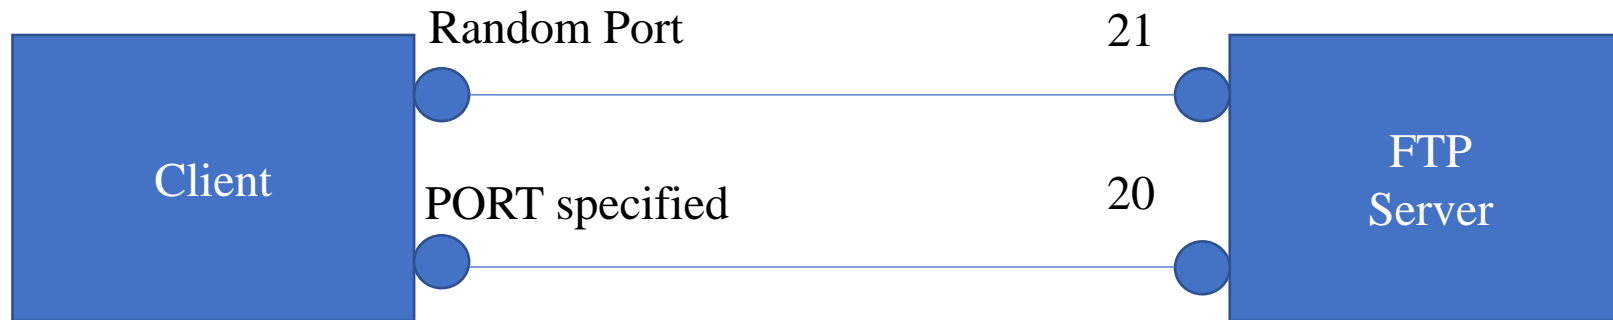 Random Port
21
Client
FTP
Server
PORT specified
20